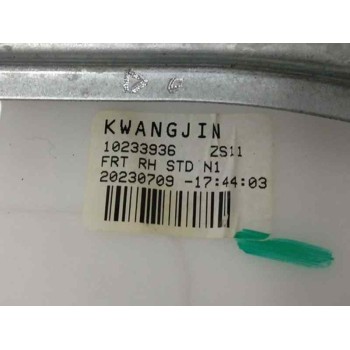 KWANGJIN
10233936 ZS11
FRT RH STD N1
20230709 -17:44:03